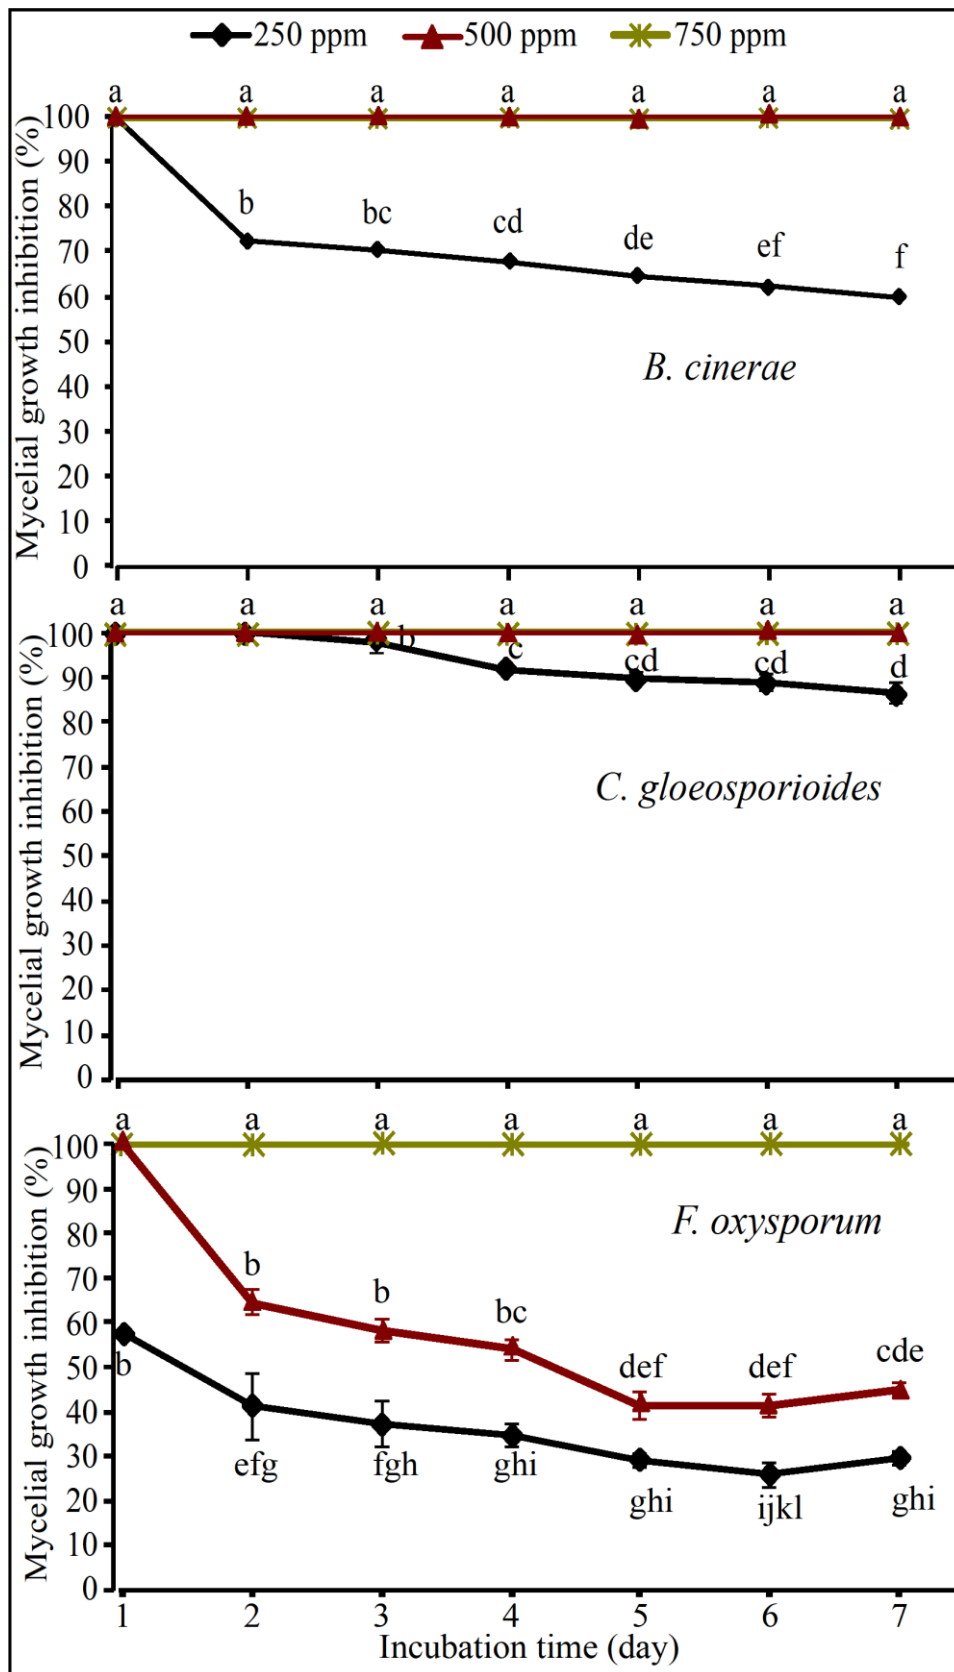 250 ppm 500 ppm 750 ppm
a a a a a a a
Mycelial growth inhibition (%)
100
90
80
70
60
50
40
30
20
10
0
b bc cd de ef f
B. cinerae
a a a a a a a
Mycelial growth inhibition (%)
100
90
80
70
60
50
40
30
20
10
0
b c cd cd d
C. gloeosporioides
a a a a a a a
Mycelial growth inhibition (%)
100
90
80
70
60
50
40
30
20
10
0
F. oxysporum
b b bc def def cde
b efg fgh ghi ghi ijkl ghi
1 2 3 4 5 6 7
Incubation time (day)